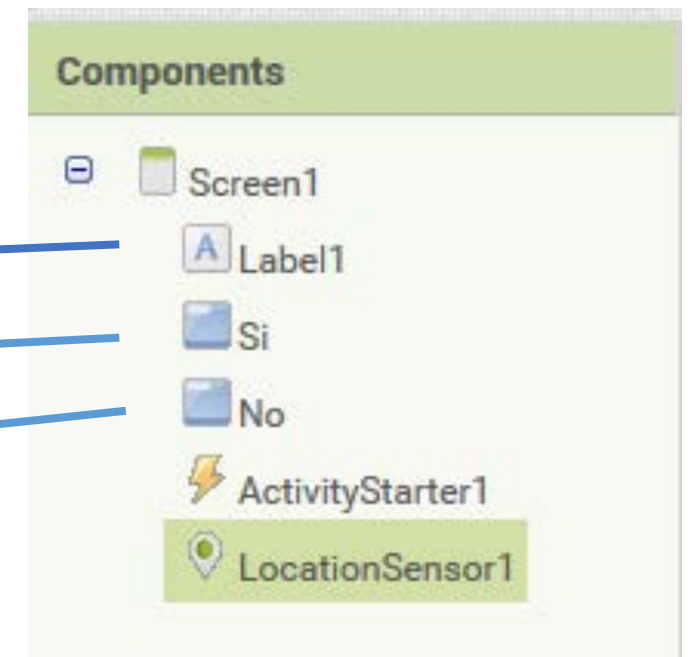 Components
Screen1
A Label1
Si
No
ActivityStarter1
LocationSensor1